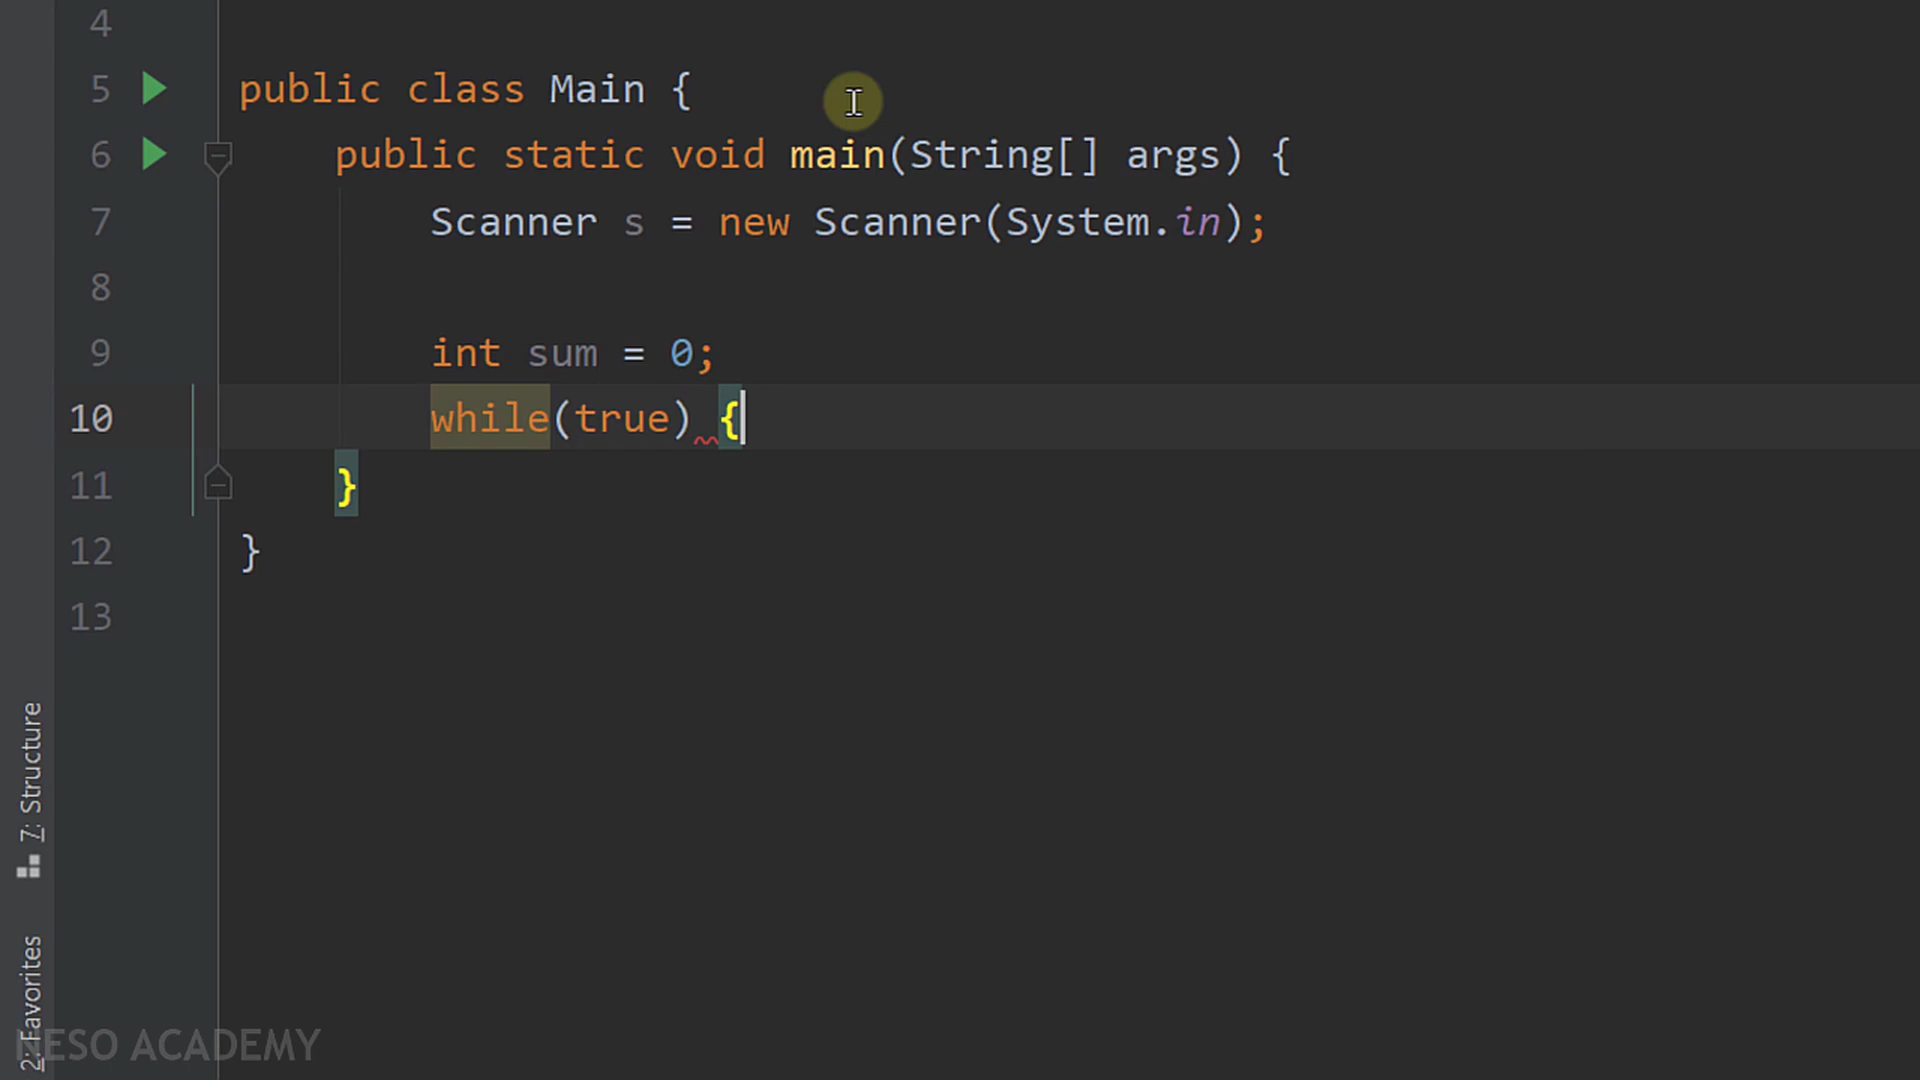 4
5 public class Main {
6 public static void main(String[] args) {
7 Scanner s = new Scanner(System.in);
8
9 int sum = 0;
10 while(true) {
11 }
12 }
13
7: Structure
2: Favorites
NESO ACADEMY